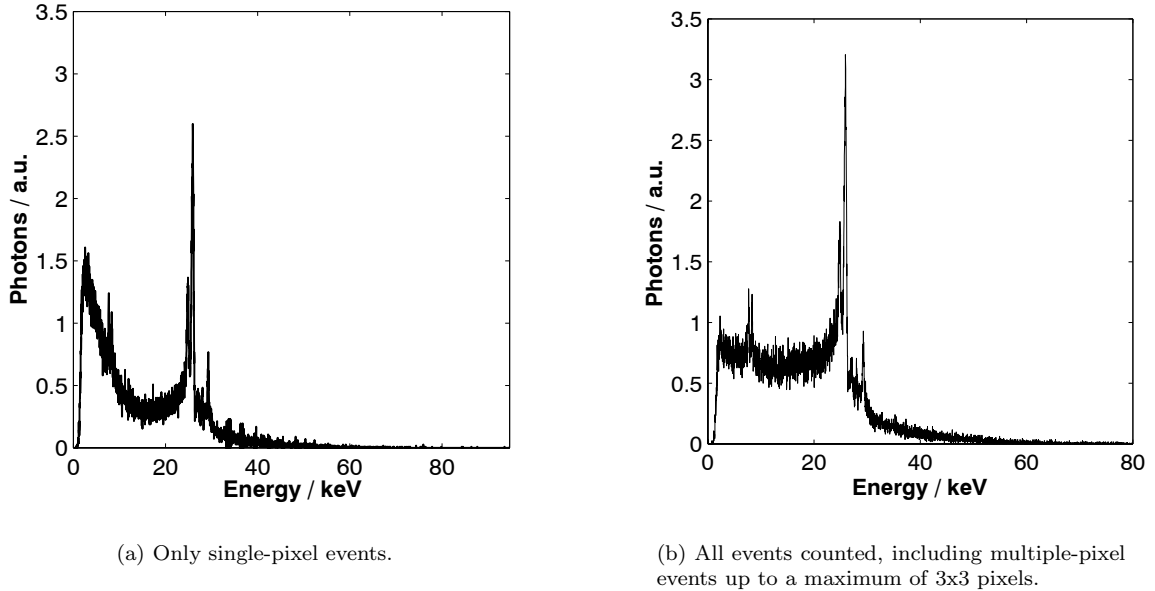 3.5
3
2.5
2
1.5
1
0.5
0
Photons / a.u.
0 20 40 60 80
Energy / keV
(a) Only single-pixel events.
3.5
3
2.5
2
1.5
1
0.5
0
Photons / a.u.
0 20 40 60 80
Energy / keV
(b) All events counted, including multiple-pixel
events up to a maximum of 3x3 pixels.